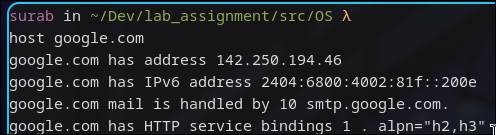 surab in ~/Dev/lab_assignment/src/OS λ
host google.com
google.com has address 142.250.194.46
google.com has IPv6 address 2404:6800:4002:81f::200e
google.com mail is handled by 10 smtp.google.com.
google.com has HTTP service bindings 1 . alpn="h2,h3"